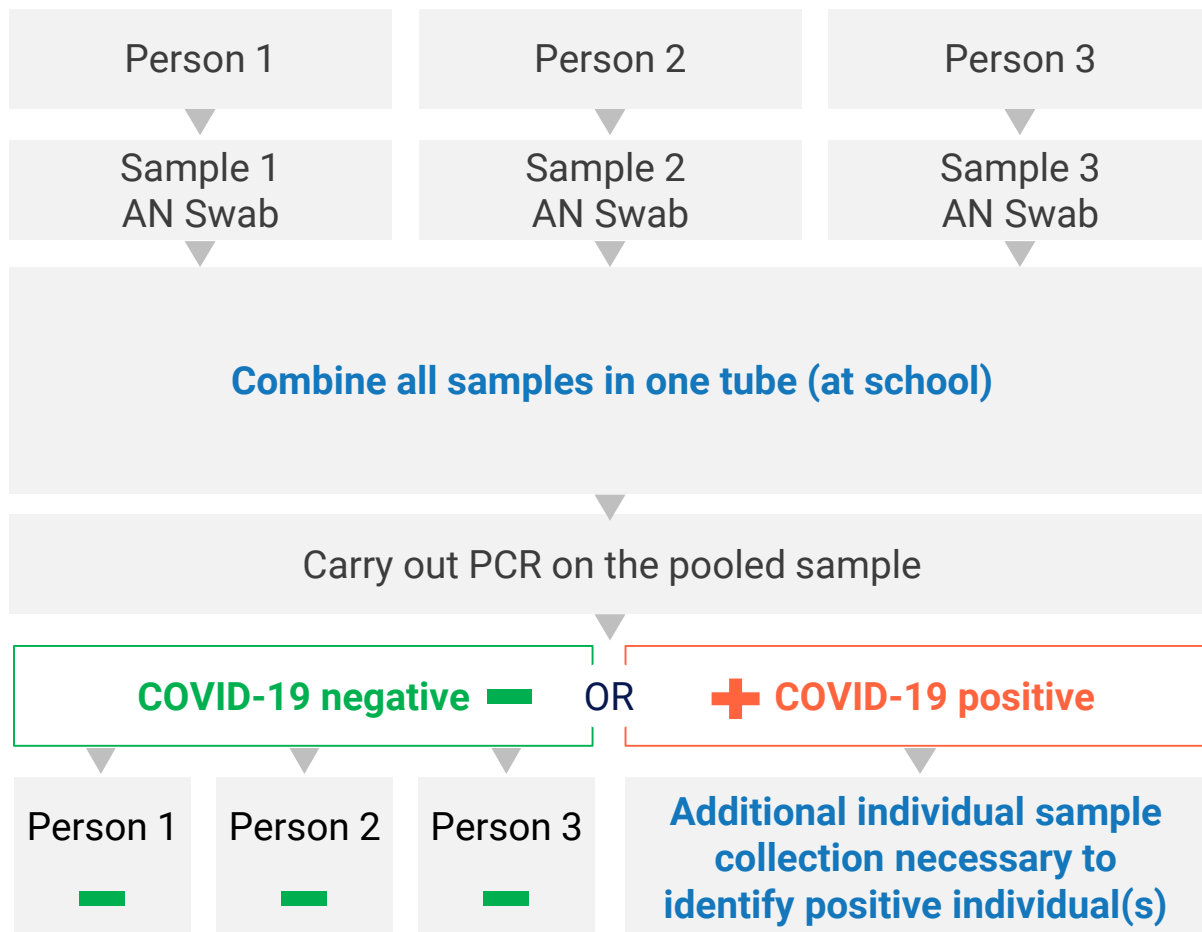 Person 1
Person 2
Person 3
Sample 1
AN Swab
Sample 2
AN Swab
Sample 3
AN Swab
Combine all samples in one tube (at school)
Carry out PCR on the pooled sample
COVID-19 negative
OR
COVID-19 positive
Person 1
Person 2
Person 3
Additional individual sample
collection necessary to
identify positive individual(s)